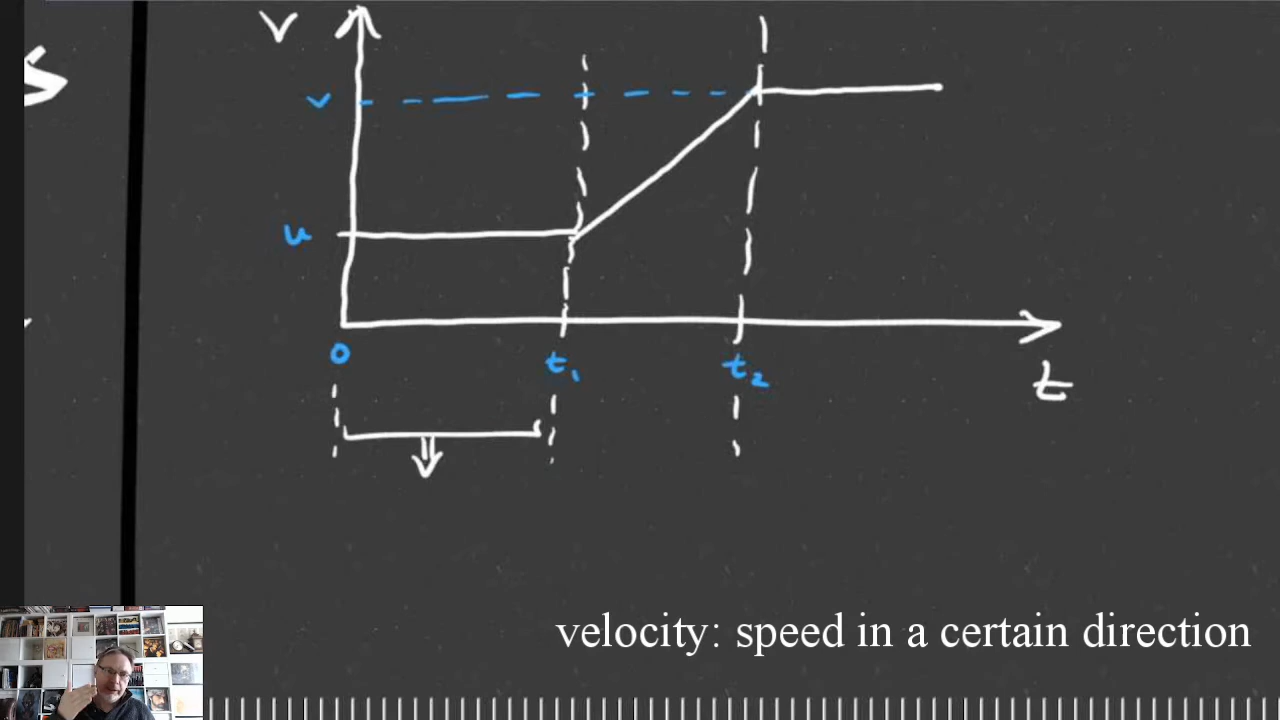 v
v
u
0 t₁ t₂
t
velocity: speed in a certain direction